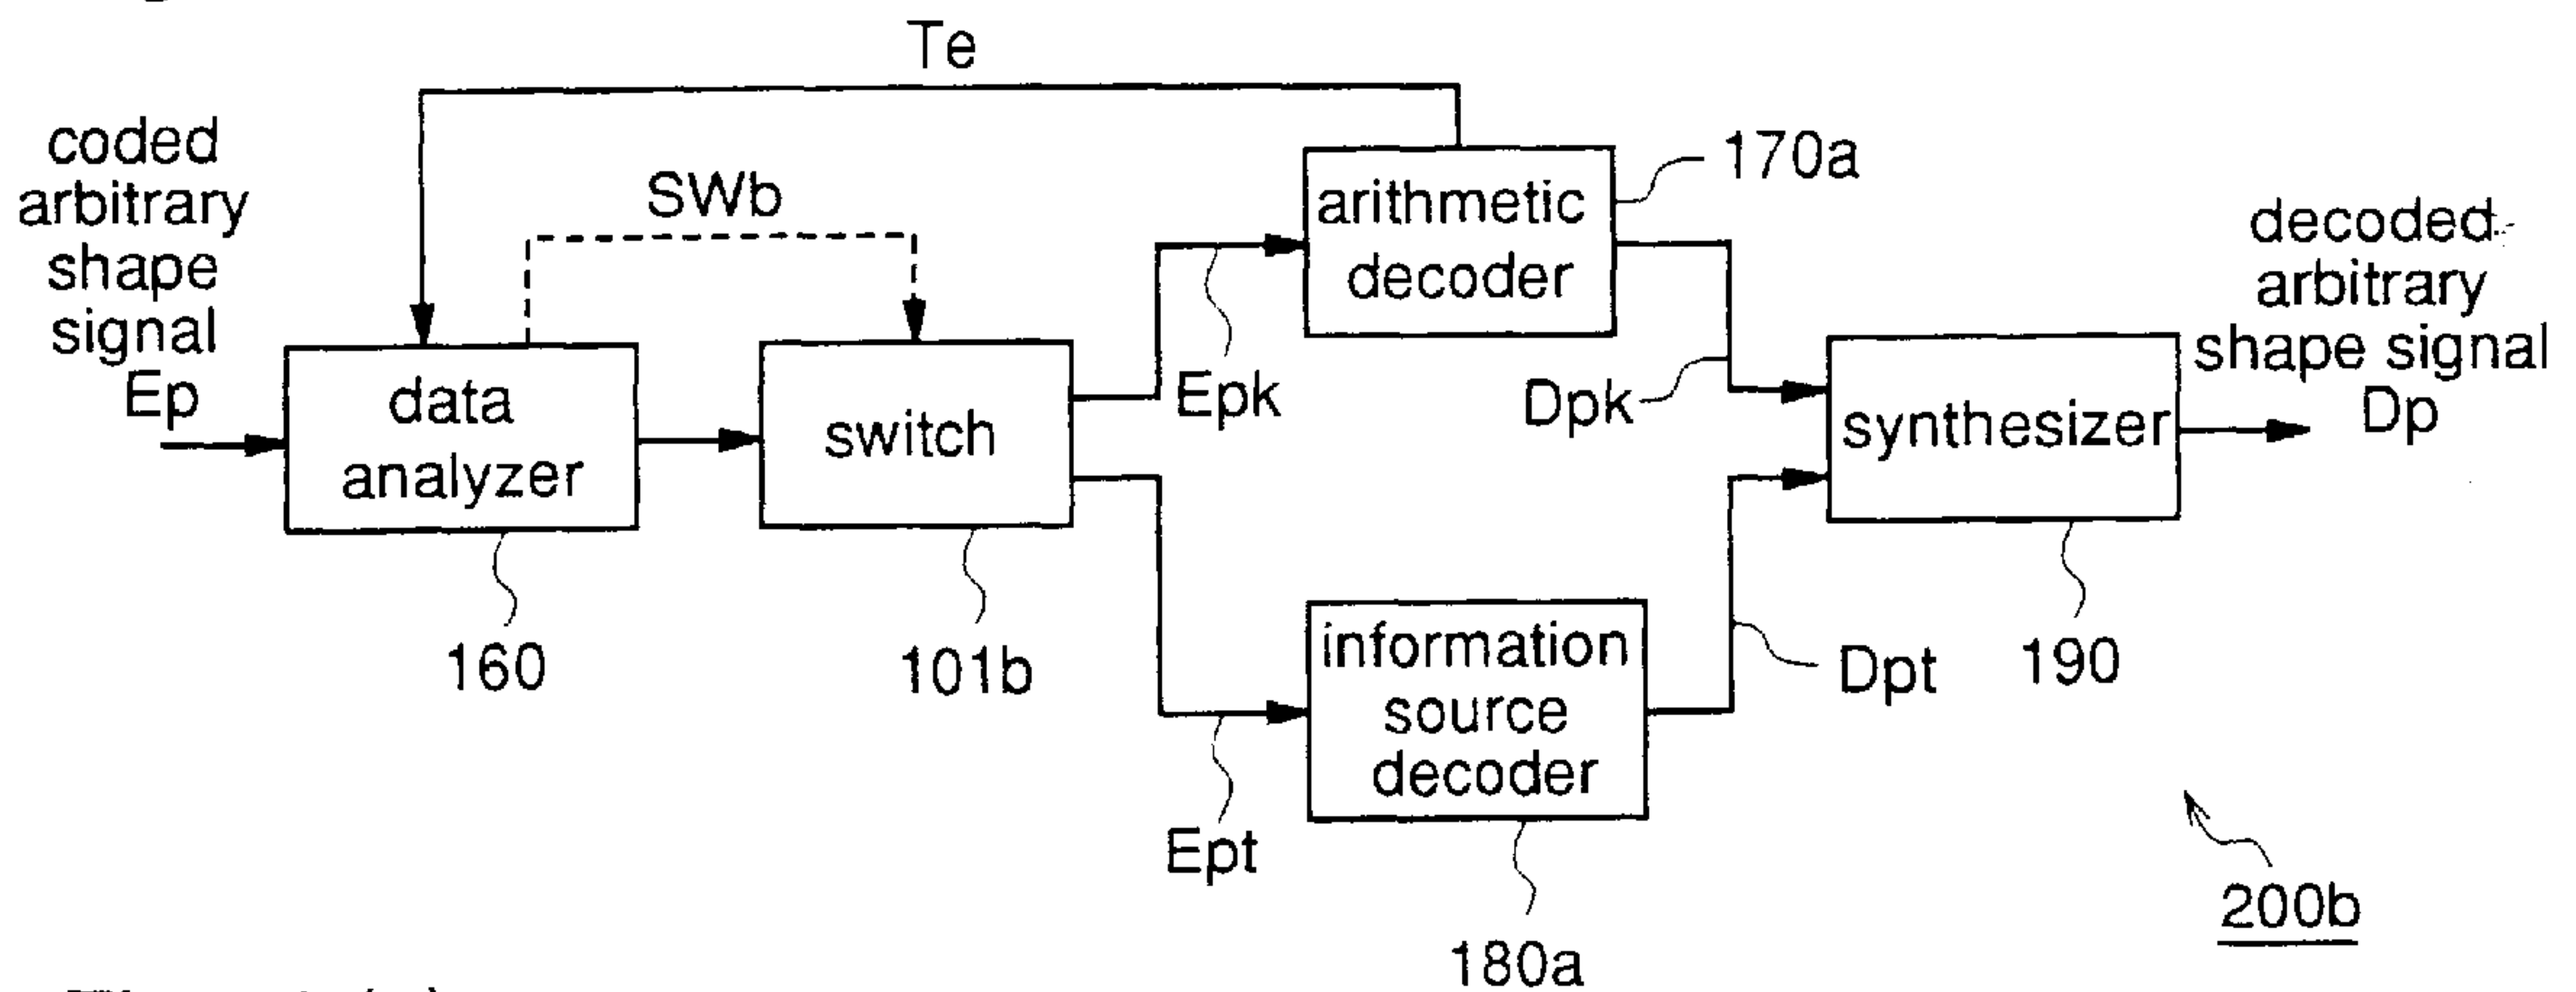 Te
coded
arbitrary
shape
signal
Ep
SWb
data
analyzer
160
switch
101b
Epk
Ept
arithmetic
decoder
170a
Dpk
information
source
decoder
180a
Dpt
synthesizer
190
decoded
arbitrary
shape signal
Dp
200b